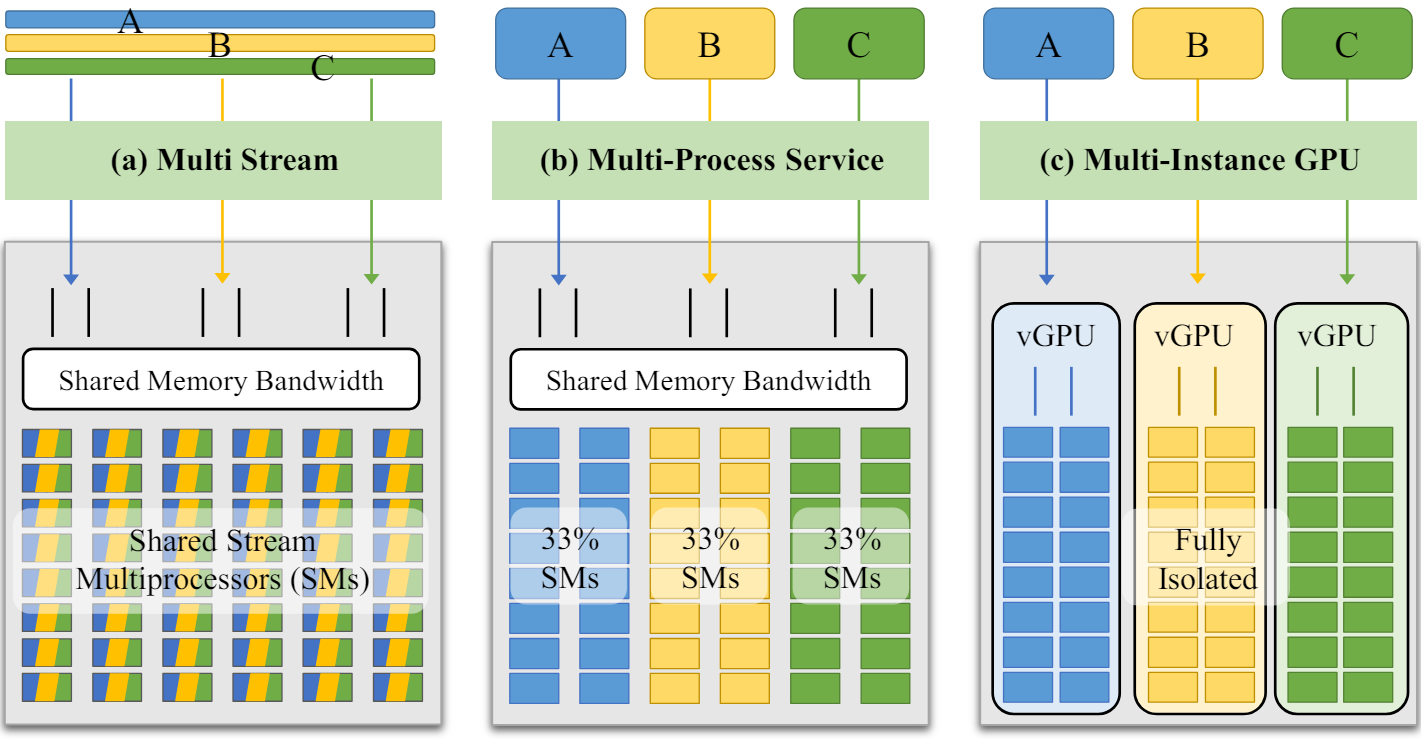 A
B
C
(a) Multi Stream
Shared Memory Bandwidth
Shared Stream
Multiprocessors (SMs)
A
B
C
(b) Multi-Process Service
Shared Memory Bandwidth
33%
SMs
33%
SMs
33%
SMs
A
B
C
(c) Multi-Instance GPU
vGPU
vGPU
vGPU
Fully
Isolated